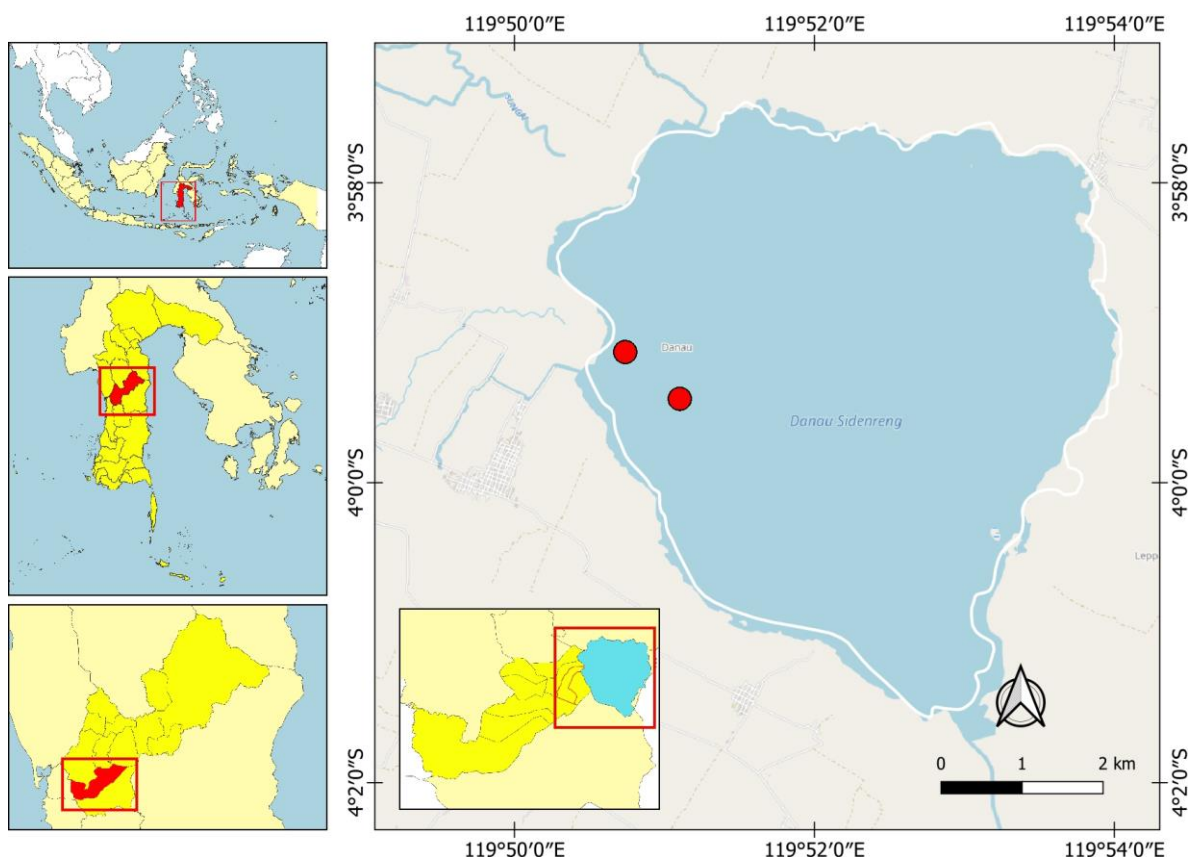 119°50′0″E 119°52′0″E 119°54′0″E
3°58′0″S 3°58′0″S
Danau
Danau Sidenreng
4°0′0″S 4°0′0″S
Lepp
0 1 2 km
4°2′0″S 4°2′0″S
119°50′0″E 119°52′0″E 119°54′0″E